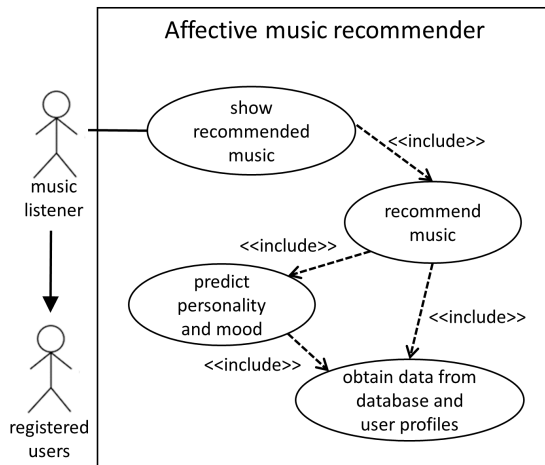 Affective music recommender
show
recommended
music
<<include>>
music
listener
recommend
music
<<include>>
predict
personality
and mood
<<include>>
<<include>>
obtain data from
database and
user profiles
registered
users